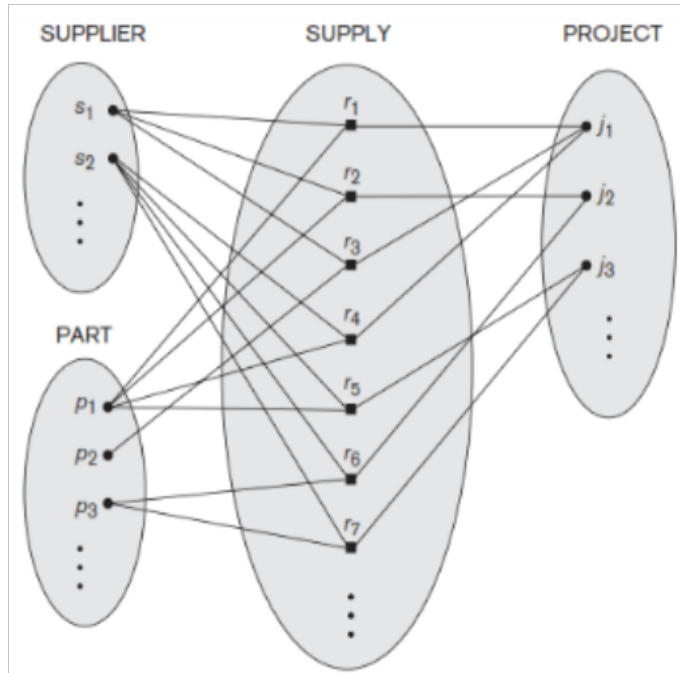 SUPPLIER
s1
s2
PART
p1
p2
p3
SUPPLY
r1
r2
r3
r4
r5
r6
r7
PROJECT
j1
j2
j3